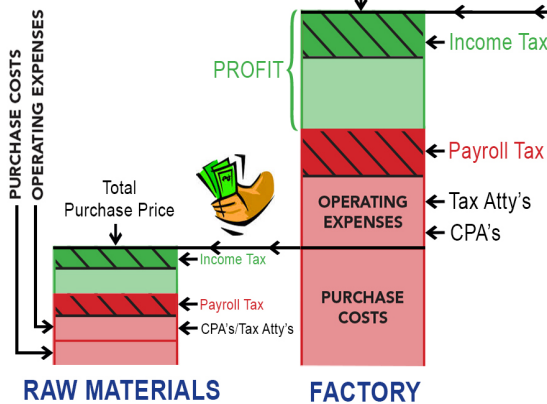 PURCHASE COSTS
OPERATING EXPENSES
Total
Purchase Price
Income Tax
Payroll Tax
CPA's/Tax Atty's
RAW MATERIALS
PROFIT
Income Tax
Payroll Tax
OPERATING
EXPENSES
Tax Atty's
CPA's
PURCHASE
COSTS
FACTORY